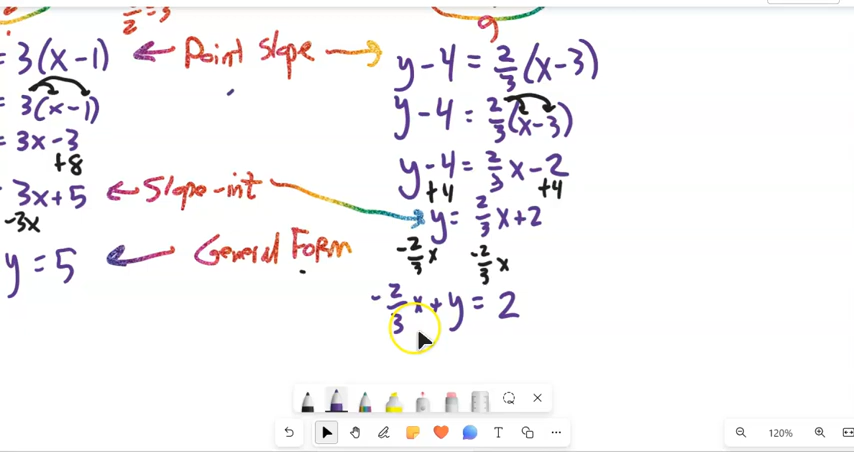 = 3(x-1) ← Point Slope → y-4 = 2/3(x-3)
= 3(x-1) y-4 = 2/3(x-3)
= 3x-3 y-4 = 2/3x-2
+8 +4 +4
3x+5 ← Slope-int → y = 2/3x+2
-3x -2/3x -2/3x
y = 5 ← General Form
-2/3x+y = 2
120%